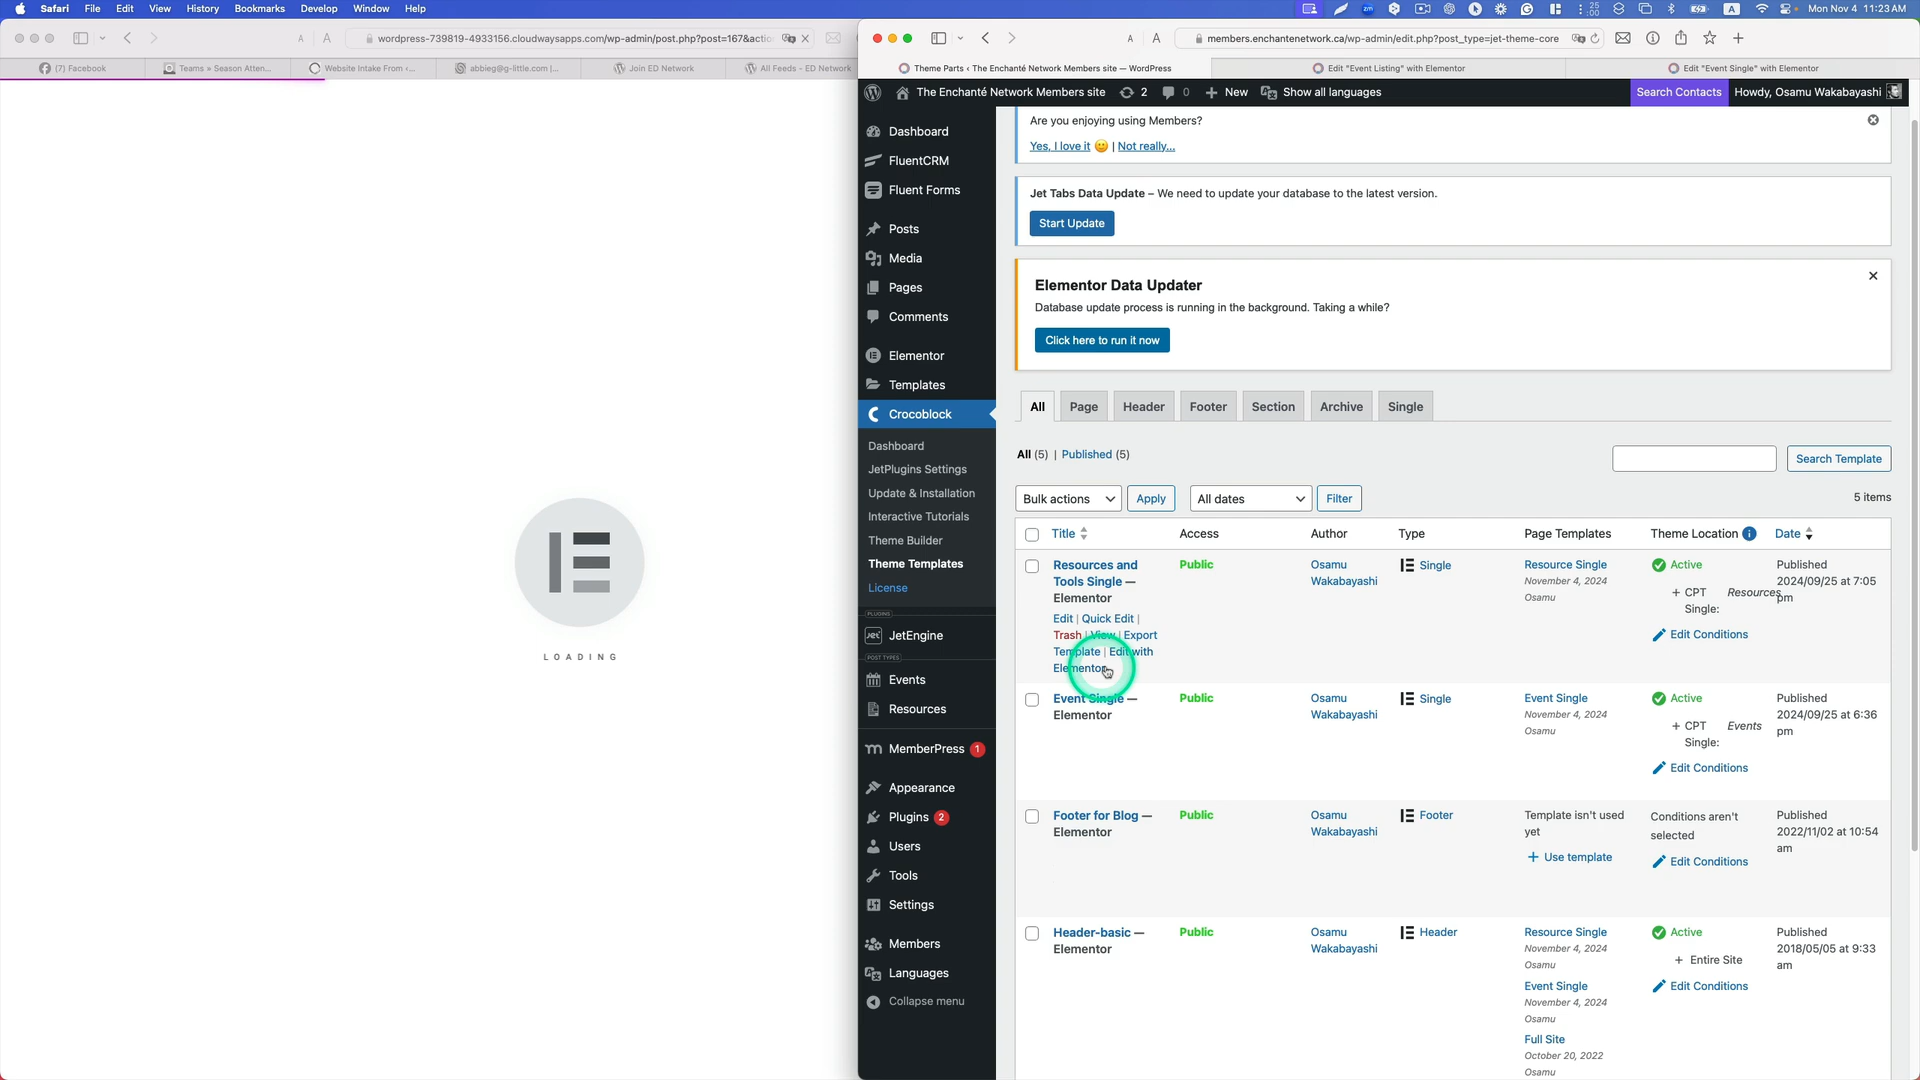 Safari File Edit View History Bookmarks Develop Window Help
25
:00
A
Mon Nov 4 11:23 AM
A A wordpress-739819-4933156.cloudwaysapps.com/wp-admin/post.php?post=167&actio
(7) Facebook
Teams » Season Atten...
Website Intake From ‹...
abbieg@g-little.com |...
Join ED Network
All Feeds - ED Network
LOADING
A A members.enchantenetwork.ca/wp-admin/edit.php?post_type=jet-theme-core
Theme Parts ‹ The Enchanté Network Members site — WordPress
Edit "Event Listing" with Elementor
Edit "Event Single" with Elementor
The Enchanté Network Members site 2 0 New Show all languages
Search Contacts Howdy, Osamu Wakabayashi
Dashboard
FluentCRM
Fluent Forms
Posts
Media
Pages
Comments
Elementor
Templates
Crocoblock
Dashboard
JetPlugins Settings
Update & Installation
Interactive Tutorials
Theme Builder
Theme Templates
License
PLUGINS
JetEngine
POST TYPES
Events
Resources
MemberPress 1
Appearance
Plugins 2
Users
Tools
Settings
Members
Languages
Collapse menu
Are you enjoying using Members?
Yes, I love it | Not really...
Jet Tabs Data Update – We need to update your database to the latest version.
Start Update
Elementor Data Updater
Database update process is running in the background. Taking a while?
Click here to run it now
All Page Header Footer Section Archive Single
All (5) | Published (5)
Search Template
Bulk actions Apply All dates Filter
5 items
Title Access Author Type Page Templates Theme Location Date
Resources and
Tools Single —
Elementor
Edit | Quick Edit |
Trash | View | Export
Template | Edit with
Elementor
Public
Osamu
Wakabayashi
Single
Resource Single
November 4, 2024
Osamu
Active
+ CPT
Single:
Resources
Edit Conditions
Published
2024/09/25 at 7:05
pm
Event Single —
Elementor
Public
Osamu
Wakabayashi
Single
Event Single
November 4, 2024
Osamu
Active
+ CPT
Single:
Events
Edit Conditions
Published
2024/09/25 at 6:36
pm
Footer for Blog —
Elementor
Public
Osamu
Wakabayashi
Footer
Template isn't used
yet
+ Use template
Conditions aren't
selected
Edit Conditions
Published
2022/11/02 at 10:54
am
Header-basic —
Elementor
Public
Osamu
Wakabayashi
Header
Resource Single
November 4, 2024
Osamu
Event Single
November 4, 2024
Osamu
Full Site
October 20, 2022
Osamu
Active
+ Entire Site
Edit Conditions
Published
2018/05/05 at 9:33
am